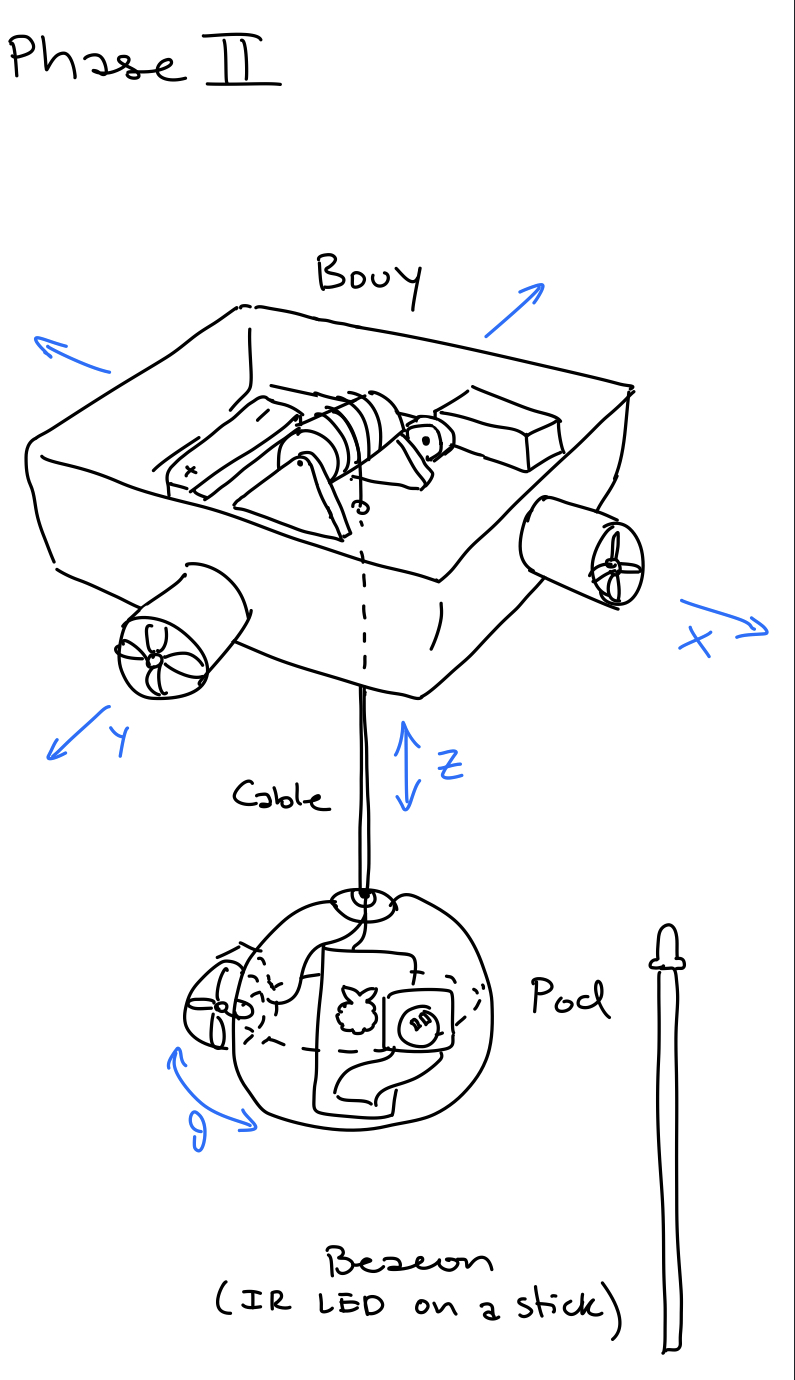 Phase II
Bouy
X
Y
Z
Cable
Pod
θ
Beacon
(IR LED on a stick)